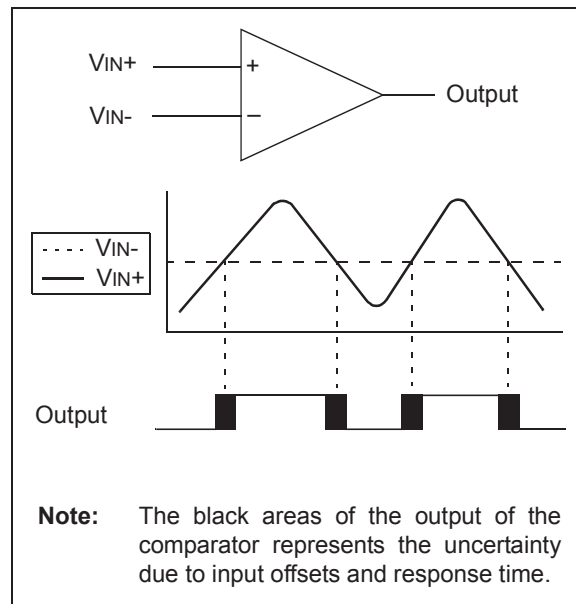 VIN+
+
Output
VIN-
−
VIN-
VIN+
Output
Note: The black areas of the output of the
comparator represents the uncertainty
due to input offsets and response time.